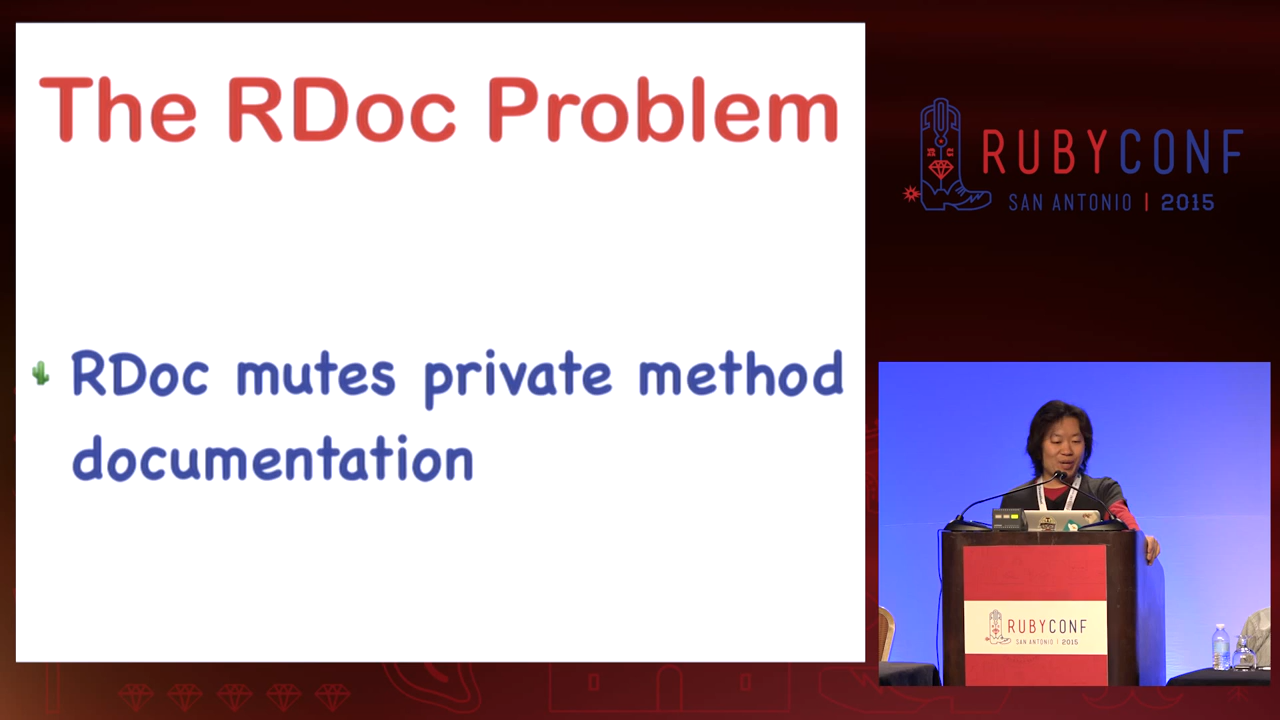 The RDoc Problem
RDoc mutes private method
documentation
RUBYCONF
SAN ANTONIO | 2015
RUBYCONF
SAN ANTONIO | 2015